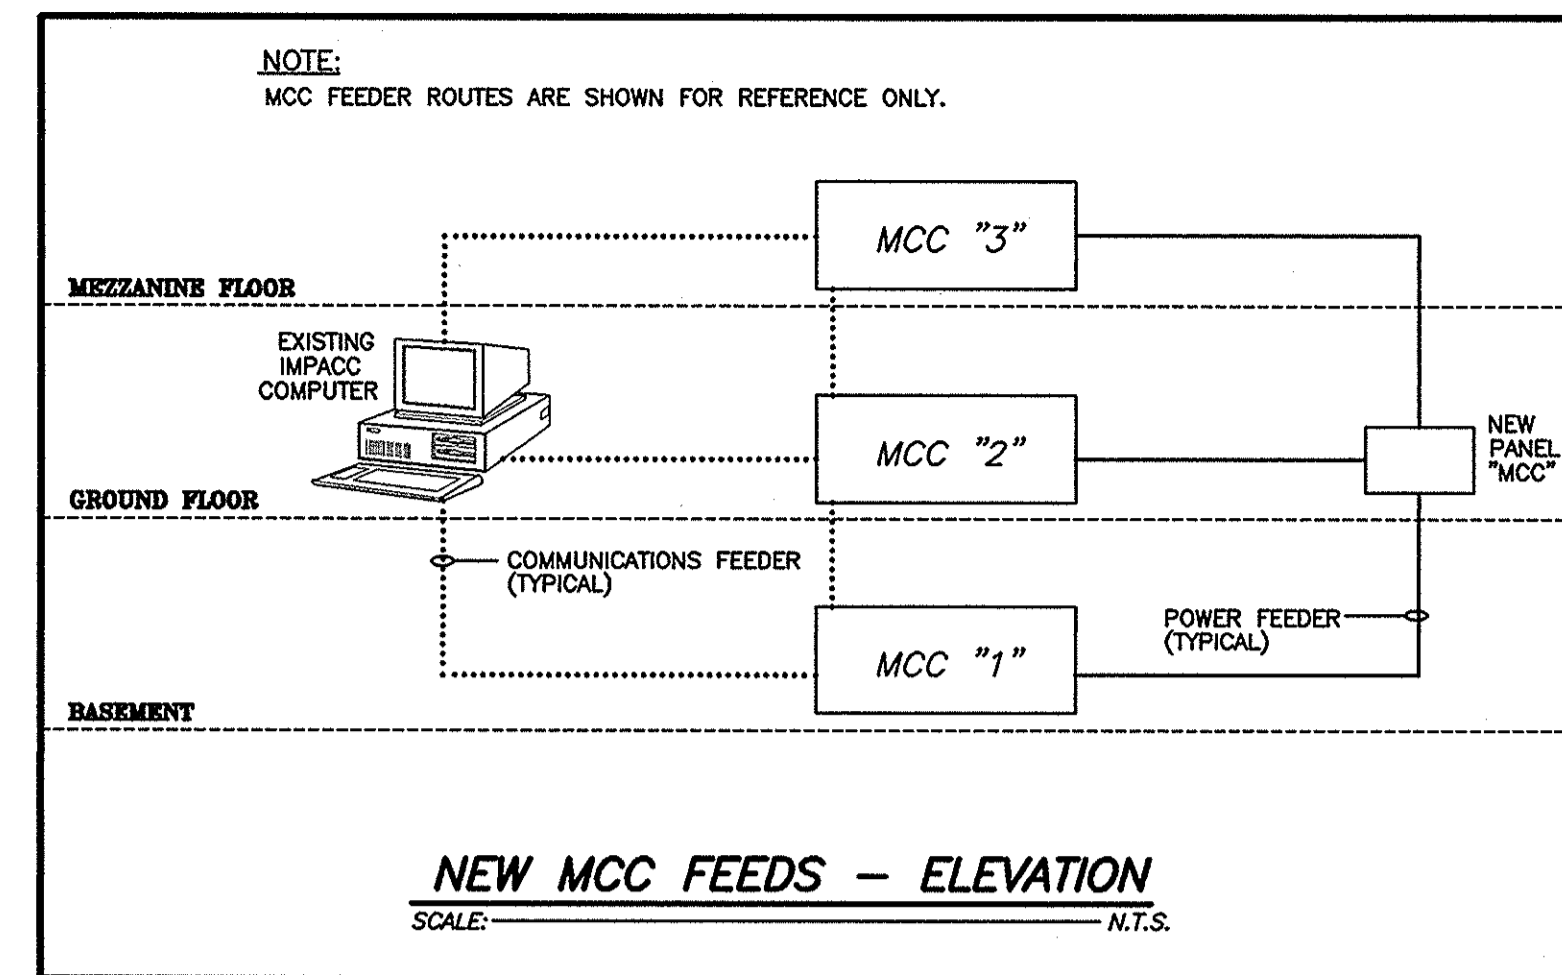 NOTE:
MCC FEEDER ROUTES ARE SHOWN FOR REFERENCE ONLY.
MCC "3"
MEZZANINE FLOOR
EXISTING
IMPACC
COMPUTER
MCC "2"
NEW
PANEL
"MCC"
GROUND FLOOR
COMMUNICATIONS FEEDER
(TYPICAL)
MCC "1"
POWER FEEDER
(TYPICAL)
BASEMENT
NEW MCC FEEDS – ELEVATION
SCALE: N.T.S.